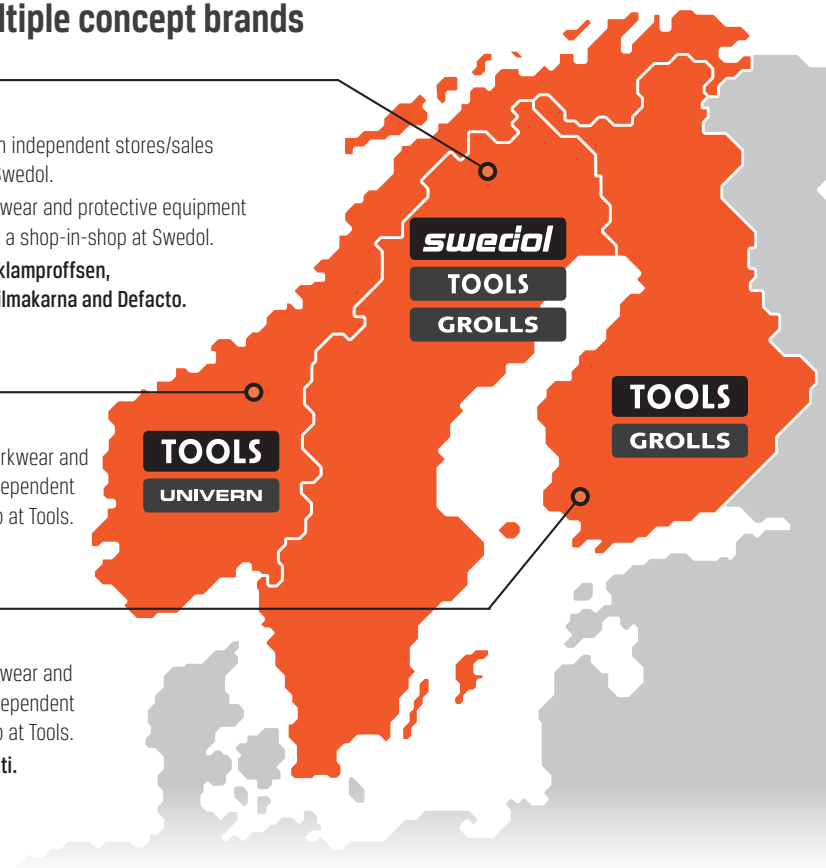 ltiple concept brands
n independent stores/sales
Swedol.
wear and protective equipment
a shop-in-shop at Swedol.
klamproffsen,
ilmakarna and Defacto.
swedol
TOOLS
GROLLS
TOOLS
GROLLS
TOOLS
UNIVERN
rkwear and
ependent
p at Tools.
wear and
ependent
p at Tools.
ti.